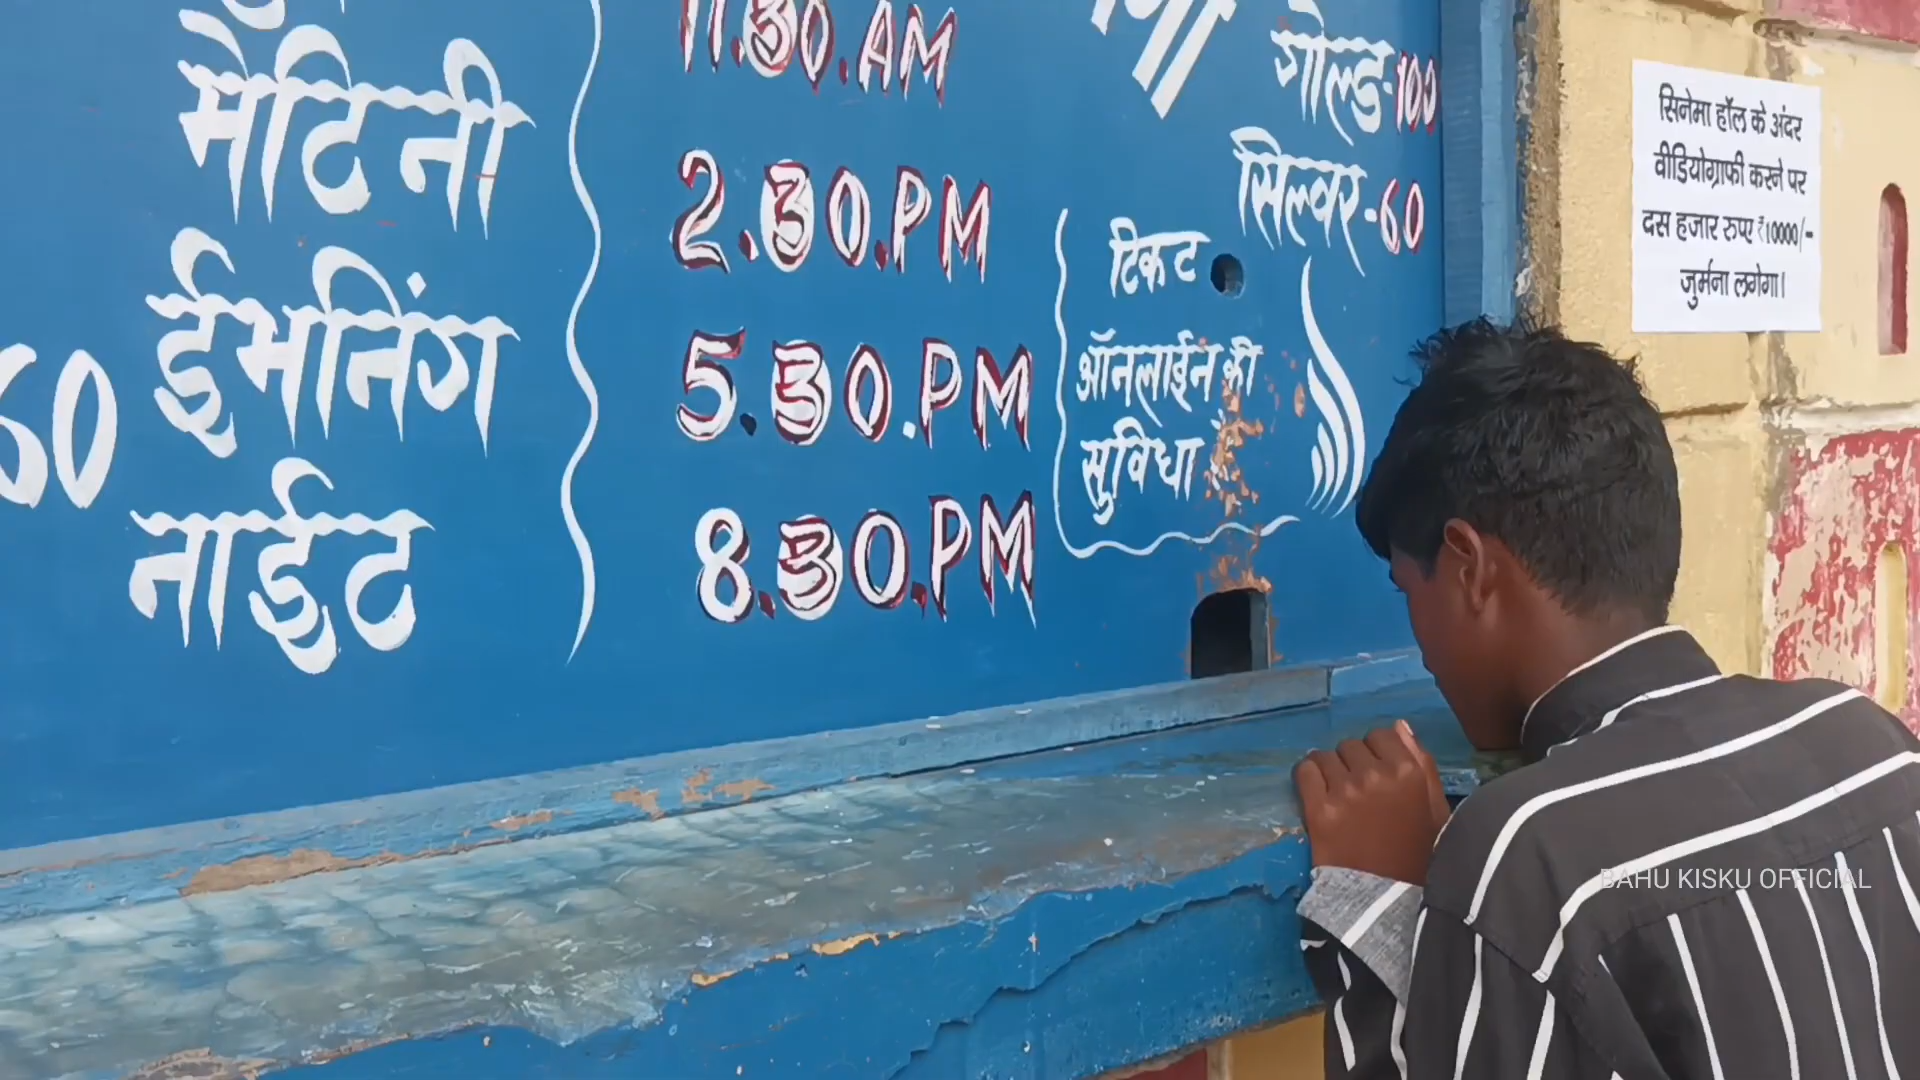 11.30.AM
गोल्ड-100
मैटिनी
2.30.PM
सिल्वर-60
60
ईभनिंग
5.30.PM
नाईट
8.30.PM
टिकट
ऑनलाईन की
सुविधा है
सिनेमा हॉल के अंदर
वीडियोग्राफी करने पर
दस हजार रुपए ₹10000/-
जुर्मना लगेगा।
BAHU KISKU OFFICIAL